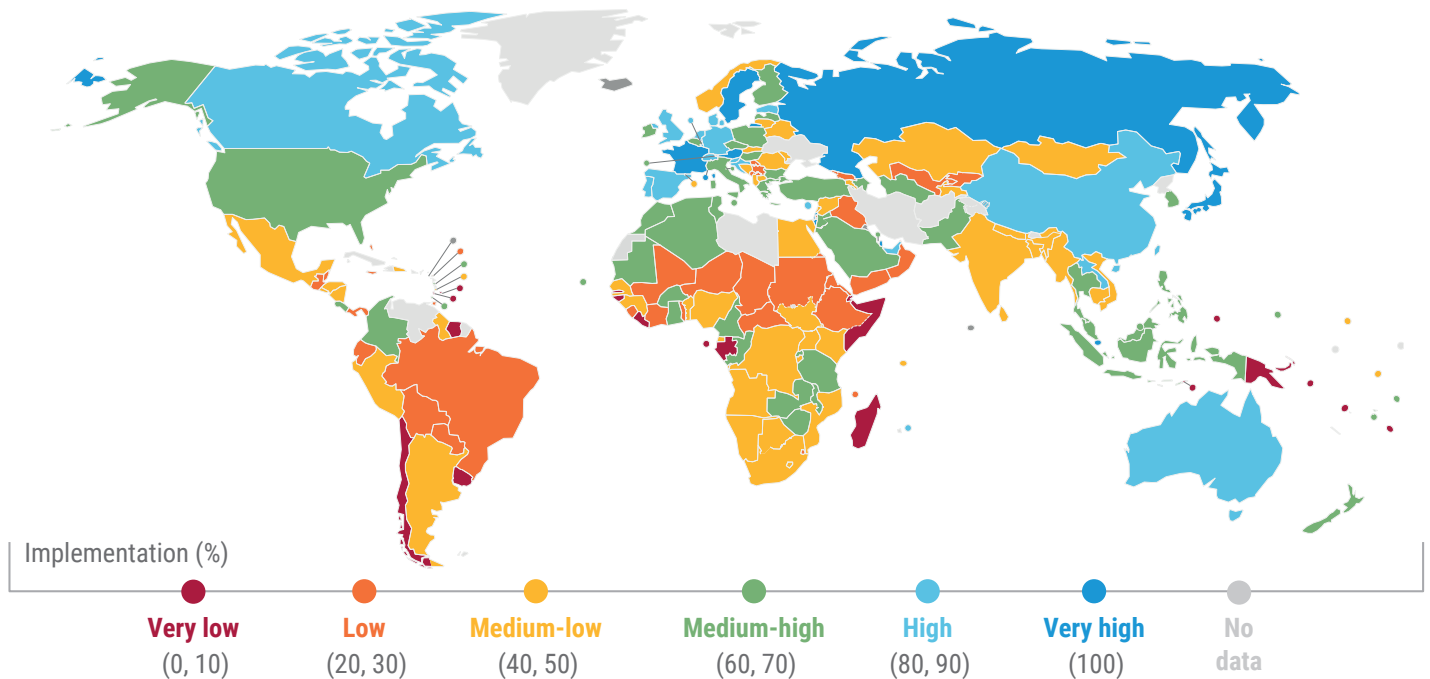 Implementation (%)
Very low
(0, 10)
Low
(20, 30)
Medium-low
(40, 50)
Medium-high
(60, 70)
High
(80, 90)
Very high
(100)
No
data